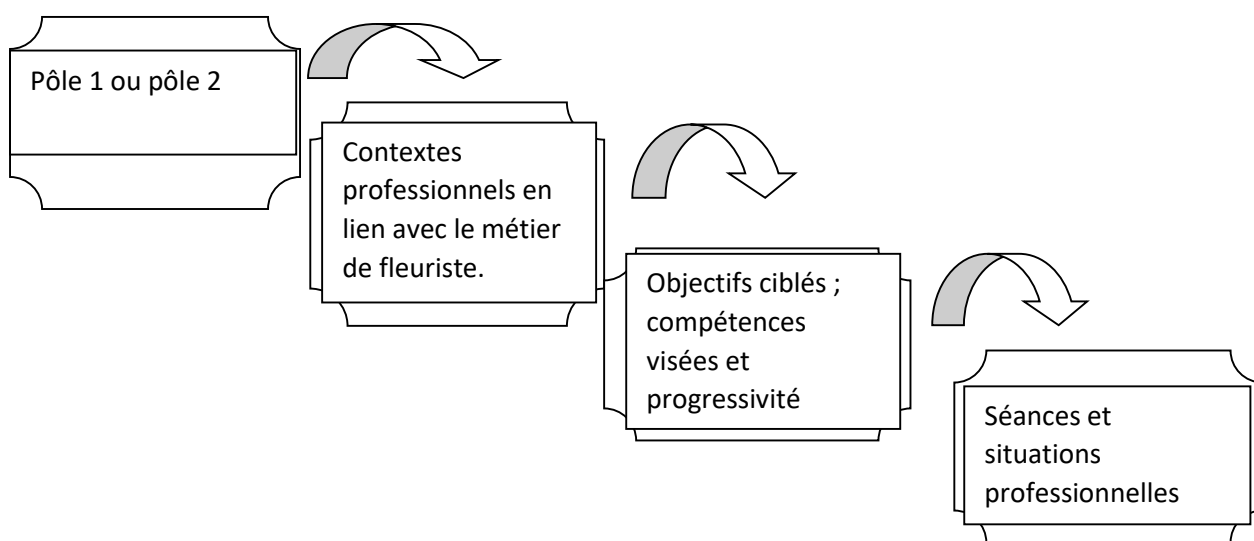 Pôle 1 ou pôle 2
Contextes
professionnels en
lien avec le métier
de fleuriste.
Objectifs ciblés ;
compétences
visées et
progressivité
Séances et
situations
professionnelles